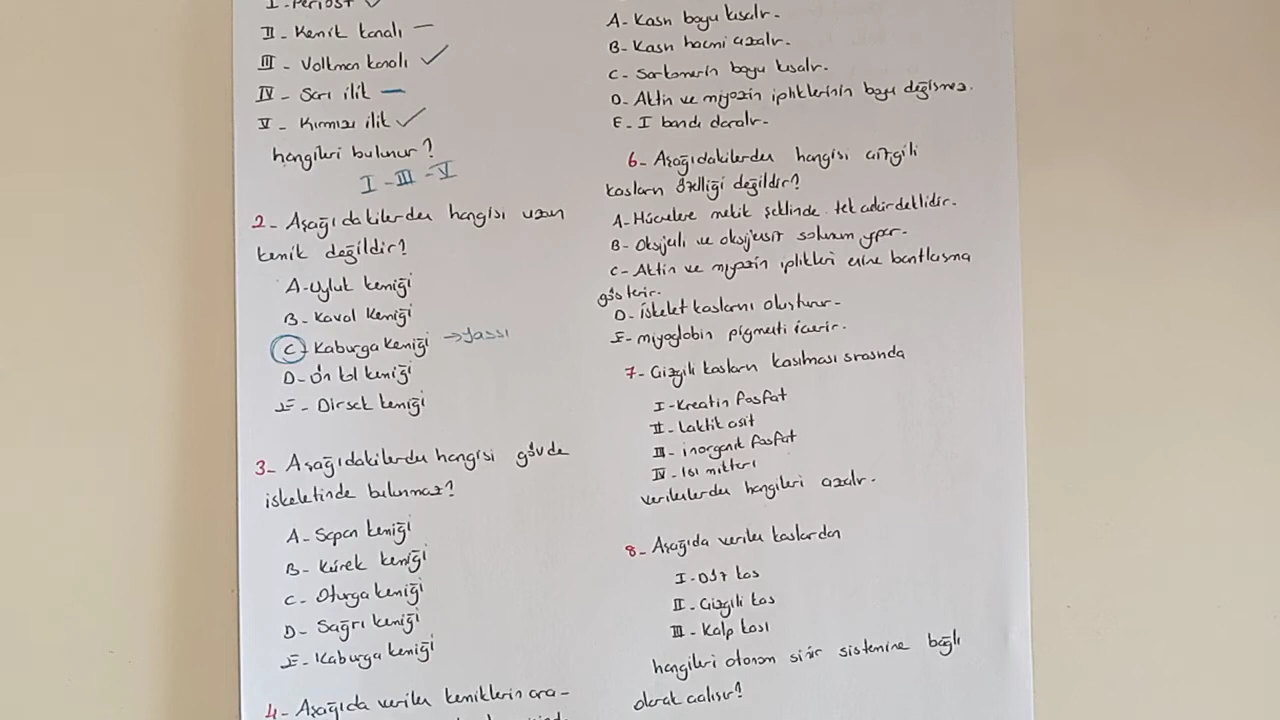 I - Periost ✓
II - Kemik kanalı —
III - Volkman kanalı ✓
IV - Sarı ilik —
V - Kırmızı ilik ✓
hangileri bulunur?
I - III - V
2- Aşağıdakilerden hangisi uzun
kemik değildir?
A- Uyluk kemiği
B- Kaval Kemiği
C- Kaburga kemiği → yassı
D- Ön kol kemiği
E- Dirsek kemiği
3- Aşağıdakilerden hangisi gövde
iskeletinde bulunmaz?
A- Sapan kemiği
B- Kürek kemiği
C- Oturga kemiği
D- Sağrı kemiği
E- Kaburga kemiği
4- Aşağıda verilen kemiklerin ara-
A- Kasın boyu kısalır.
B- Kasın hacmi azalır.
C- Sarkomerin boyu kısalır.
D- Aktin ve miyozin ipliklerinin boyu değişmez.
E- I bandı daralır.
6- Aşağıdakilerden hangisi çizgili
kasların özelliği değildir?
A- Hücreleri mekik şeklinde tek çekirdeklidir.
B- Oksijenli ve oksijensiz solunum yapar.
C- Aktin ve miyozin iplikleri enine bantlaşma
gösterir.
D- İskelet kaslarını oluşturur.
E- miyoglobin pigmenti içerir.
7- Çizgili kasların kasılması sırasında
I- Kreatin fosfat
II- Laktik asit
III- inorganik fosfat
IV- Isı miktarı
verilenlerden hangileri azalır.
8- Aşağıda verilen kaslardan
I- Düz kas
II- Çizgili kas
III- Kalp kası
hangileri otonom sinir sistemine bağlı
olarak çalışır?